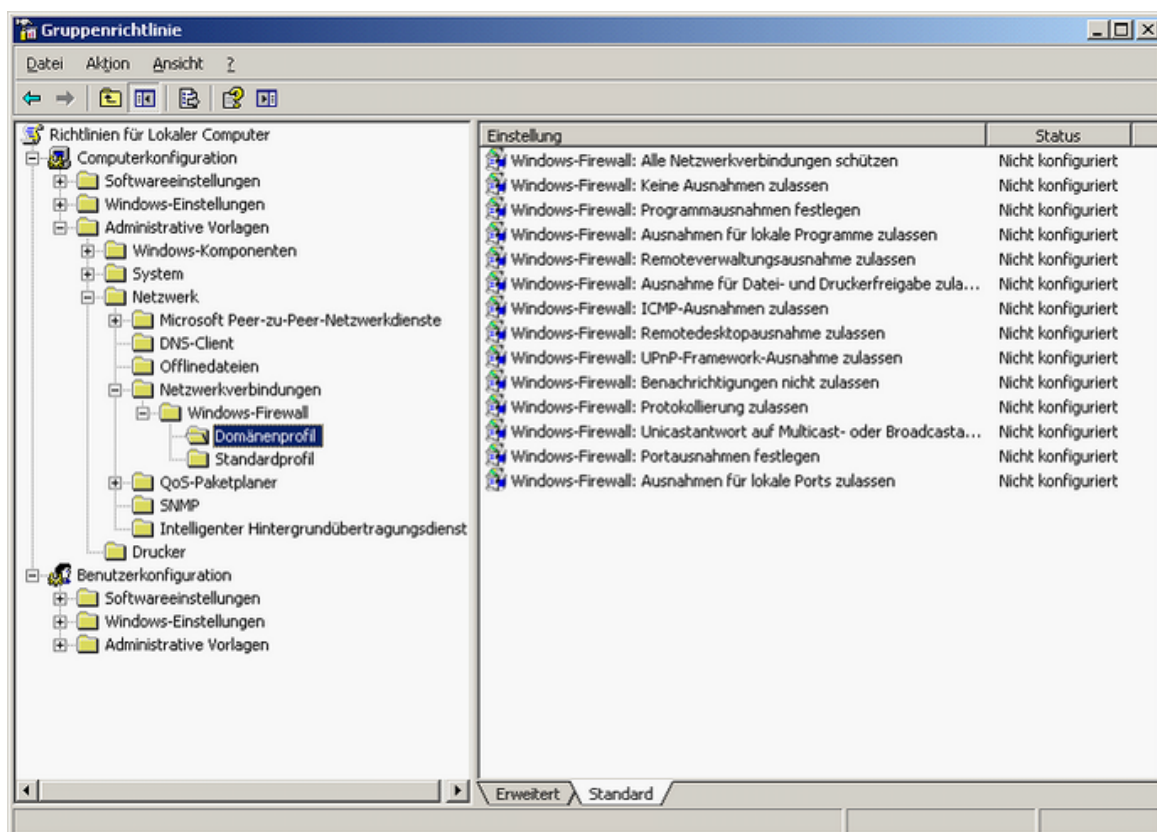 Gruppenrichtlinie
Datei Aktion Ansicht ?
Richtlinien für Lokaler Computer
Computerkonfiguration
Softwareeinstellungen
Windows-Einstellungen
Administrative Vorlagen
Windows-Komponenten
System
Netzwerk
Microsoft Peer-zu-Peer-Netzwerkdienste
DNS-Client
Offlinedateien
Netzwerkverbindungen
Windows-Firewall
Domänenprofil
Standardprofil
QoS-Paketplaner
SNMP
Intelligenter Hintergrundübertragungsdienst
Drucker
Benutzerkonfiguration
Softwareeinstellungen
Windows-Einstellungen
Administrative Vorlagen
Einstellung Status
Windows-Firewall: Alle Netzwerkverbindungen schützen Nicht konfiguriert
Windows-Firewall: Keine Ausnahmen zulassen Nicht konfiguriert
Windows-Firewall: Programmausnahmen festlegen Nicht konfiguriert
Windows-Firewall: Ausnahmen für lokale Programme zulassen Nicht konfiguriert
Windows-Firewall: Remoteverwaltungsausnahme zulassen Nicht konfiguriert
Windows-Firewall: Ausnahme für Datei- und Druckerfreigabe zula... Nicht konfiguriert
Windows-Firewall: ICMP-Ausnahmen zulassen Nicht konfiguriert
Windows-Firewall: Remotedesktopausnahme zulassen Nicht konfiguriert
Windows-Firewall: UPnP-Framework-Ausnahme zulassen Nicht konfiguriert
Windows-Firewall: Benachrichtigungen nicht zulassen Nicht konfiguriert
Windows-Firewall: Protokollierung zulassen Nicht konfiguriert
Windows-Firewall: Unicastantwort auf Multicast- oder Broadcasta... Nicht konfiguriert
Windows-Firewall: Portausnahmen festlegen Nicht konfiguriert
Windows-Firewall: Ausnahmen für lokale Ports zulassen Nicht konfiguriert
Erweitert Standard